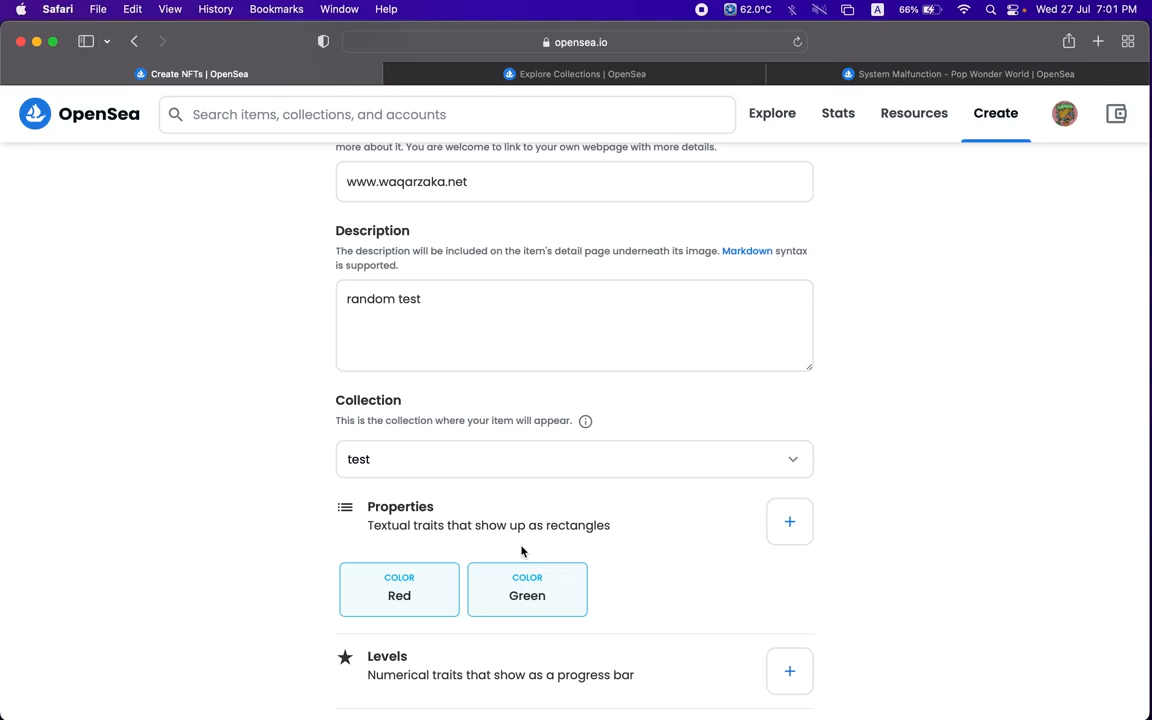 Safari File Edit View History Bookmarks Window Help 62.0°C A 66% Wed 27 Jul 7:01 PM
opensea.io
Create NFTs | OpenSea Explore Collections | OpenSea System Malfunction - Pop Wonder World | OpenSea
OpenSea Search items, collections, and accounts Explore Stats Resources Create
more about it. You are welcome to link to your own webpage with more details.
www.waqarzaka.net
Description
The description will be included on the item's detail page underneath its image. Markdown syntax
is supported.
random test
Collection
This is the collection where your item will appear.
test
Properties
Textual traits that show up as rectangles
+
COLOR COLOR
Red Green
Levels
Numerical traits that show as a progress bar
+